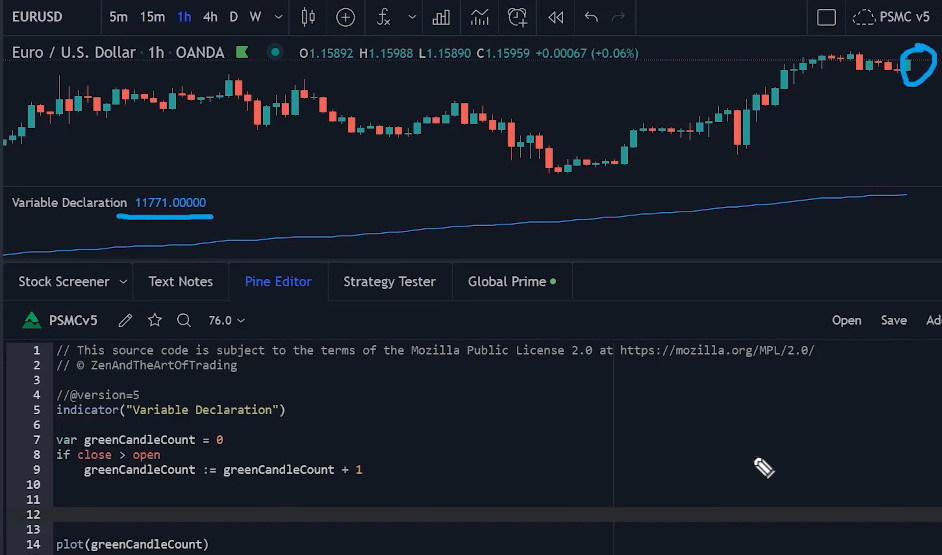 EURUSD 5m 15m 1h 4h D W PSMC v5
Euro / U.S. Dollar · 1h · OANDA O1.15892 H1.15988 L1.15890 C1.15959 +0.00067 (+0.06%)
Variable Declaration 11771.00000
Stock Screener Text Notes Pine Editor Strategy Tester Global Prime
PSMCv5 76.0 Open Save Ad
1 // This source code is subject to the terms of the Mozilla Public License 2.0 at https://mozilla.org/MPL/2.0/
2 // © ZenAndTheArtOfTrading
3
4 //@version=5
5 indicator("Variable Declaration")
6
7 var greenCandleCount = 0
8 if close > open
9 greenCandleCount := greenCandleCount + 1
10
11
12
13
14 plot(greenCandleCount)